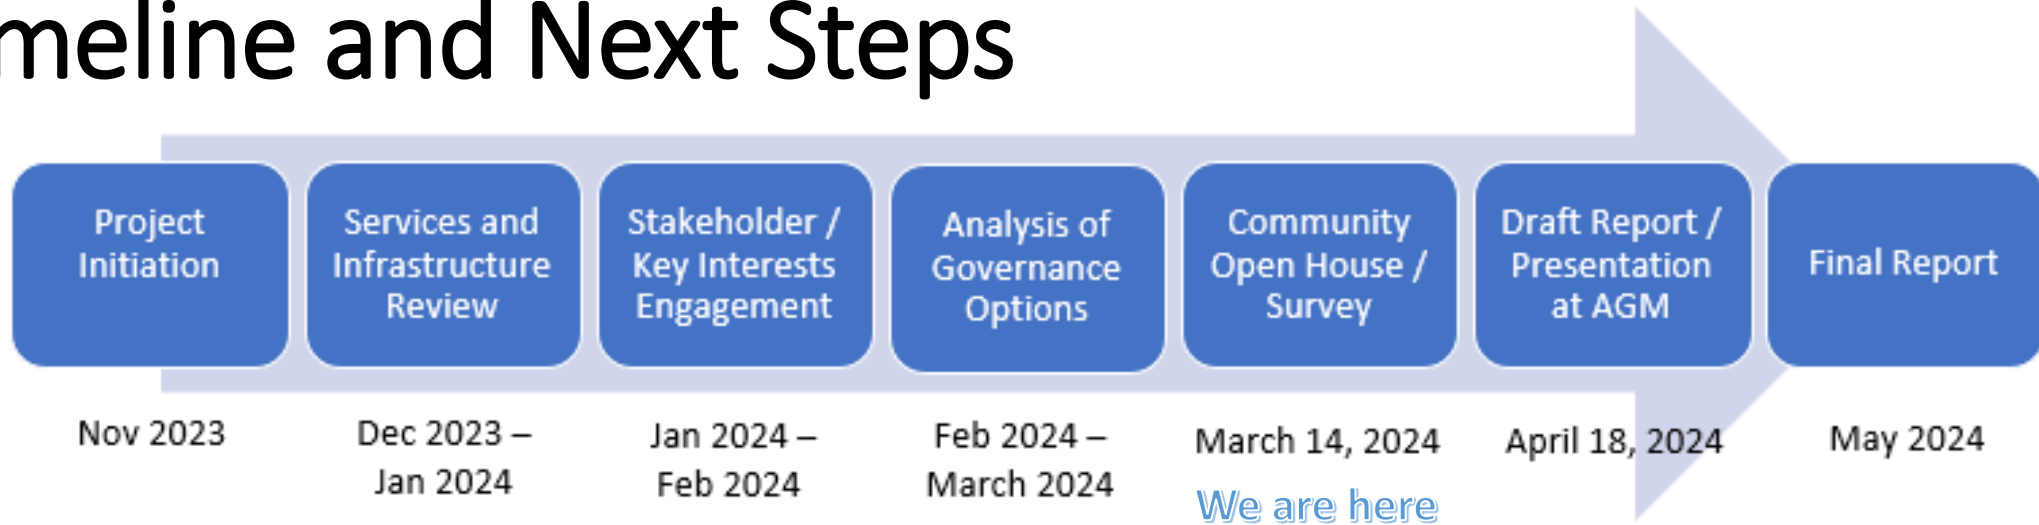 meline and Next Steps
Project
Initiation
Services and
Infrastructure
Review
Stakeholder /
Key Interests
Engagement
Analysis of
Governance
Options
Community
Open House /
Survey
Draft Report /
Presentation
at AGM
Final Report
Nov 2023
Dec 2023 –
Jan 2024
Jan 2024 –
Feb 2024
Feb 2024 –
March 2024
March 14, 2024
April 18, 2024
May 2024
We are here